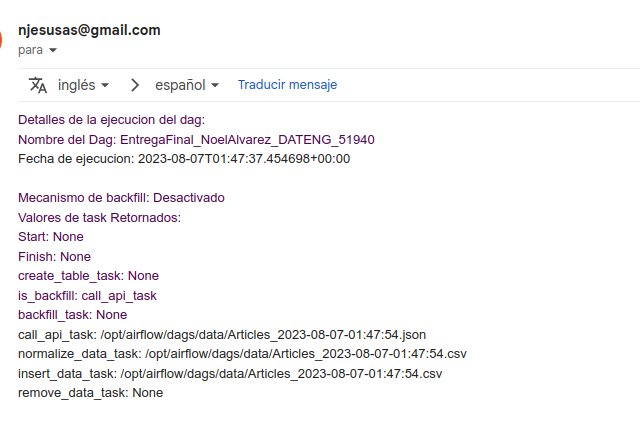 njesusas@gmail.com
para
inglés español Traducir mensaje
Detalles de la ejecucion del dag:
Nombre del Dag: EntregaFinal_NoelAlvarez_DATENG_51940
Fecha de ejecucion: 2023-08-07T01:47:37.454698+00:00
Mecanismo de backfill: Desactivado
Valores de task Retornados:
Start: None
Finish: None
create_table_task: None
is_backfill: call_api_task
backfill_task: None
call_api_task: /opt/airflow/dags/data/Articles_2023-08-07-01:47:54.json
normalize_data_task: /opt/airflow/dags/data/Articles_2023-08-07-01:47:54.csv
insert_data_task: /opt/airflow/dags/data/Articles_2023-08-07-01:47:54.csv
remove_data_task: None